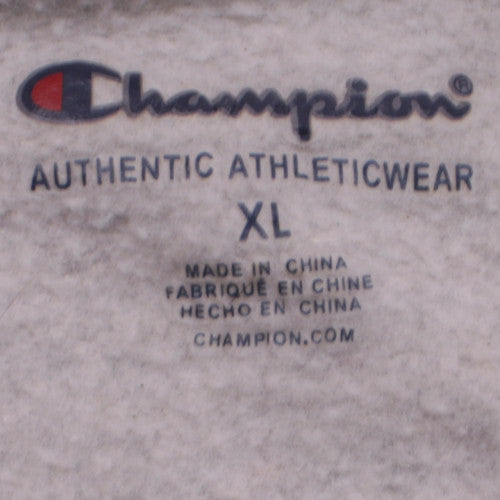 Champion®
AUTHENTIC ATHLETICWEAR
XL
MADE IN CHINA
FABRIQUÉ EN CHINE
HECHO EN CHINA
CHAMPION.COM